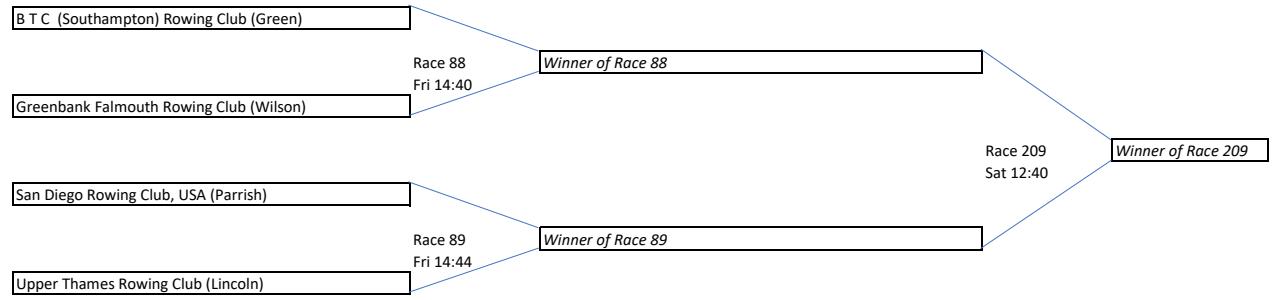 B T C (Southampton) Rowing Club (Green)
Race 88
Fri 14:40
Winner of Race 88
Greenbank Falmouth Rowing Club (Wilson)
Race 209
Sat 12:40
Winner of Race 209
San Diego Rowing Club, USA (Parrish)
Race 89
Fri 14:44
Winner of Race 89
Upper Thames Rowing Club (Lincoln)